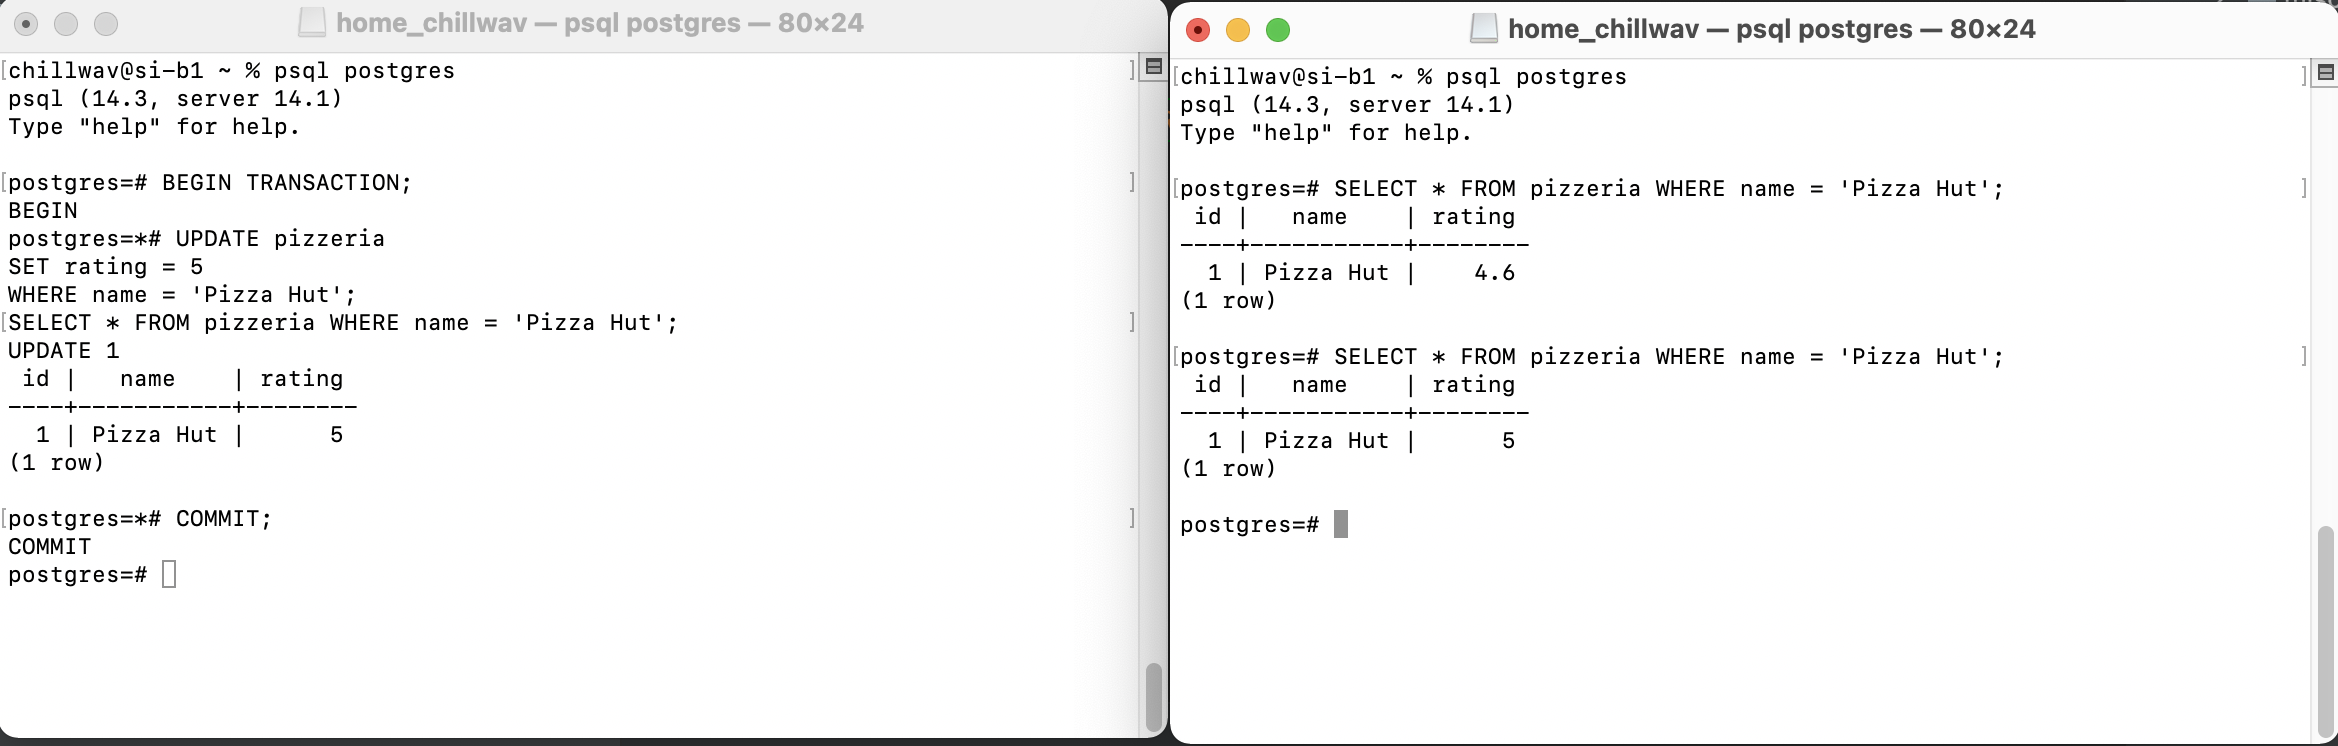 home_chillwav — psql postgres — 80×24
[chillwav@si-b1 ~ % psql postgres ]
psql (14.3, server 14.1)
Type "help" for help.
[postgres=# BEGIN TRANSACTION; ]
BEGIN
postgres=*# UPDATE pizzeria
SET rating = 5
WHERE name = 'Pizza Hut';
[SELECT * FROM pizzeria WHERE name = 'Pizza Hut'; ]
UPDATE 1
 id |   name    | rating
----+-----------+--------
  1 | Pizza Hut |      5
(1 row)
[postgres=*# COMMIT; ]
COMMIT
postgres=#
home_chillwav — psql postgres — 80×24
[chillwav@si-b1 ~ % psql postgres ]
psql (14.3, server 14.1)
Type "help" for help.
[postgres=# SELECT * FROM pizzeria WHERE name = 'Pizza Hut'; ]
 id |   name    | rating
----+-----------+--------
  1 | Pizza Hut |    4.6
(1 row)
[postgres=# SELECT * FROM pizzeria WHERE name = 'Pizza Hut'; ]
 id |   name    | rating
----+-----------+--------
  1 | Pizza Hut |      5
(1 row)
postgres=#